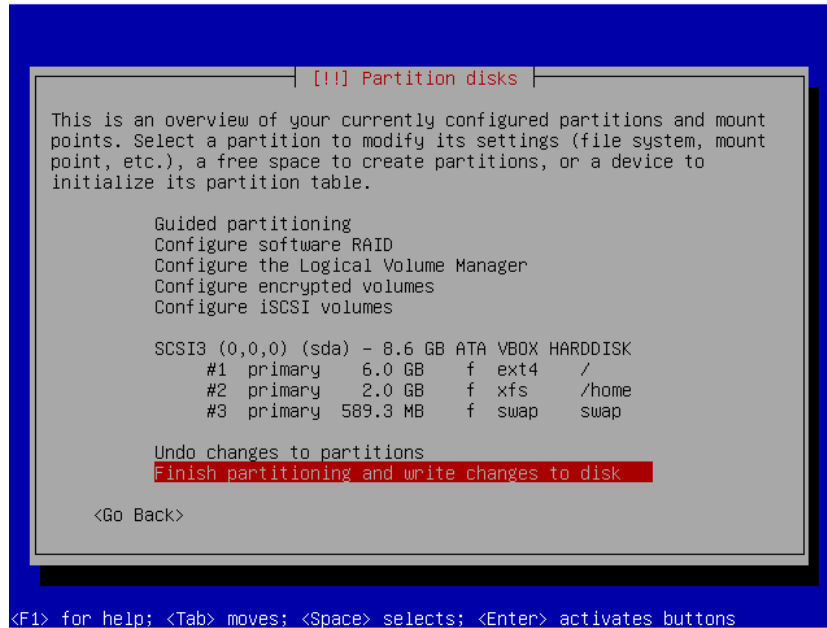 [!!] Partition disks
This is an overview of your currently configured partitions and mount
points. Select a partition to modify its settings (file system, mount
point, etc.), a free space to create partitions, or a device to
initialize its partition table.
Guided partitioning
Configure software RAID
Configure the Logical Volume Manager
Configure encrypted volumes
Configure iSCSI volumes
SCSI3 (0,0,0) (sda) - 8.6 GB ATA VBOX HARDDISK
#1 primary 6.0 GB f ext4 /
#2 primary 2.0 GB f xfs /home
#3 primary 589.3 MB f swap swap
Undo changes to partitions
Finish partitioning and write changes to disk
<Go Back>
<F1> for help; <Tab> moves; <Space> selects; <Enter> activates buttons